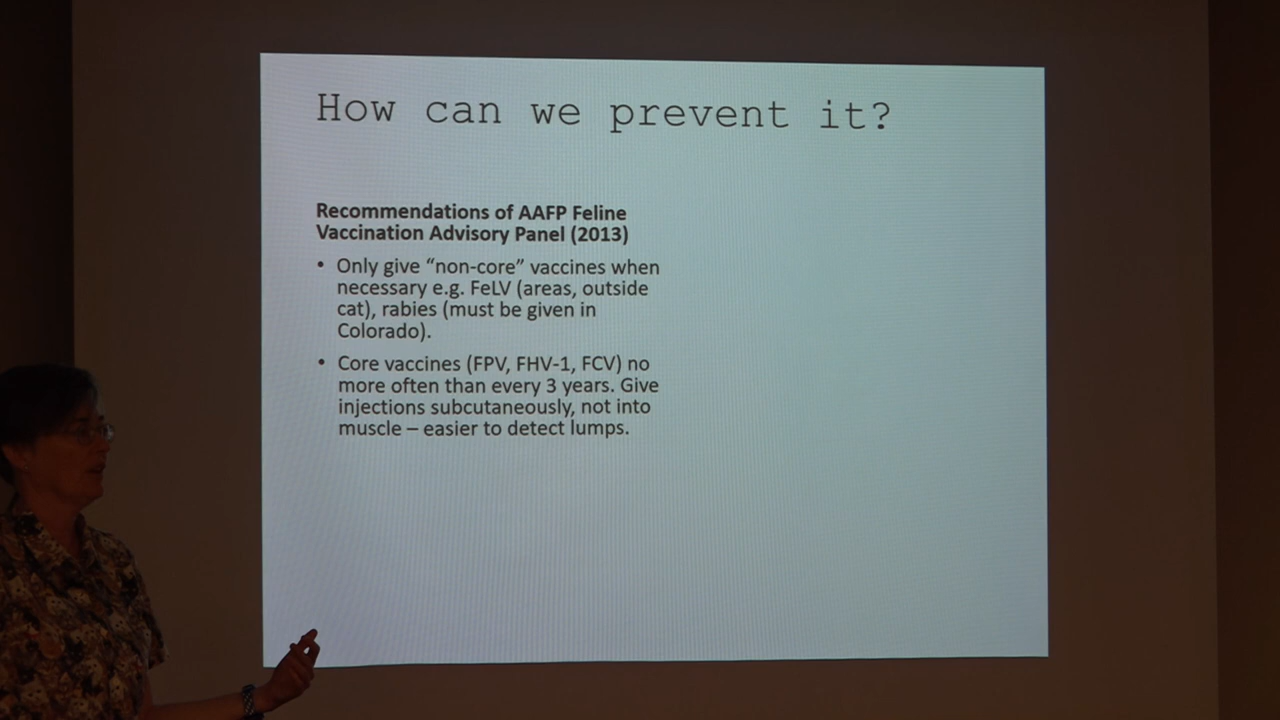 How can we prevent it?
Recommendations of AAFP Feline
Vaccination Advisory Panel (2013)
• Only give “non-core” vaccines when
necessary e.g. FeLV (areas, outside
cat), rabies (must be given in
Colorado).
• Core vaccines (FPV, FHV-1, FCV) no
more often than every 3 years. Give
injections subcutaneously, not into
muscle – easier to detect lumps.